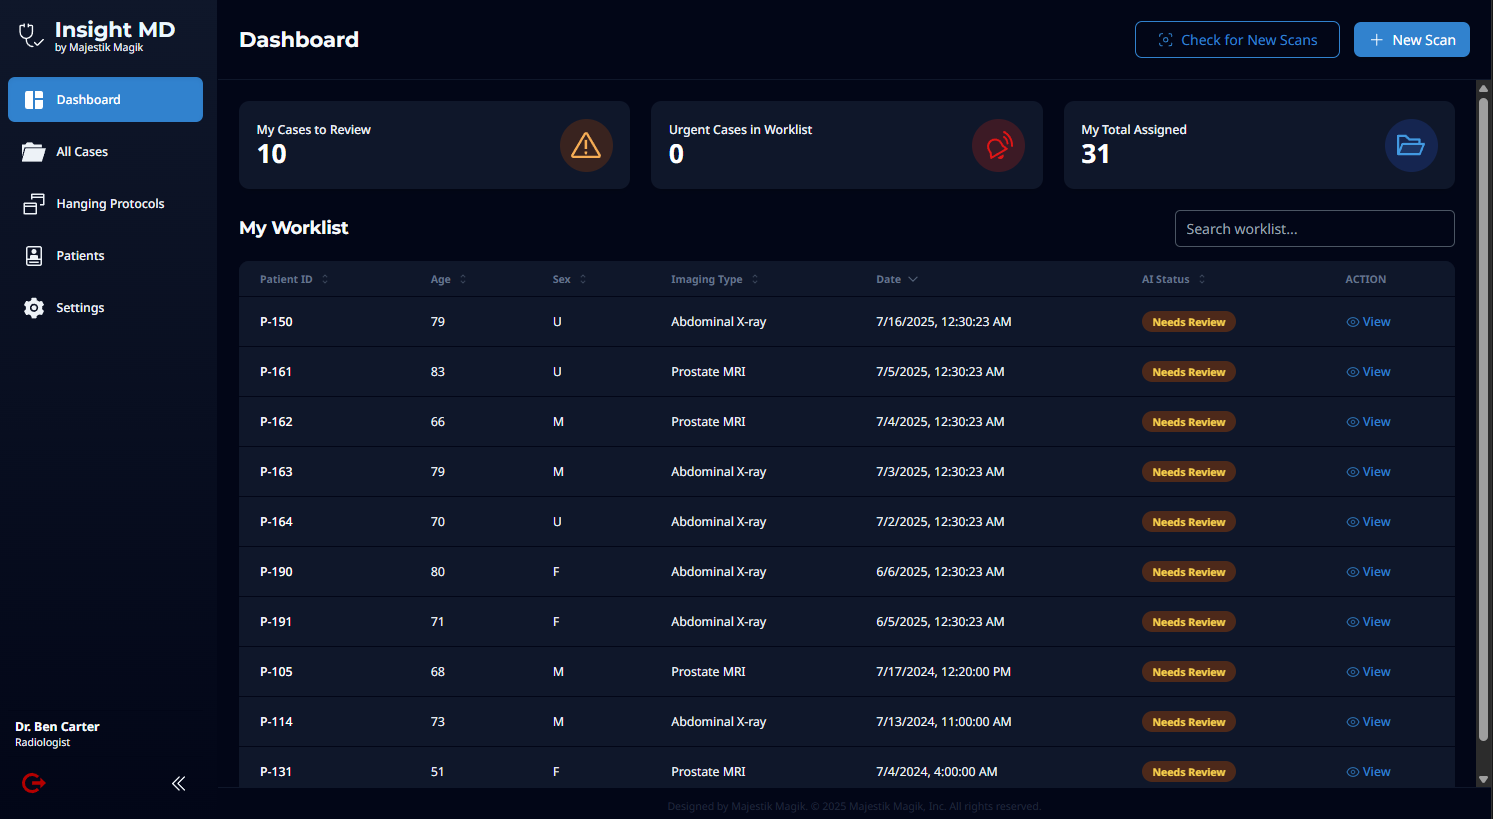 Insight MD
by Majestik Magik
Dashboard
All Cases
Hanging Protocols
Patients
Settings
Dr. Ben Carter
Radiologist
Dashboard
Check for New Scans
New Scan
My Cases to Review
10
Urgent Cases in Worklist
0
My Total Assigned
31
My Worklist
Search worklist...
Patient ID Age Sex Imaging Type Date AI Status ACTION
P-150 79 U Abdominal X-ray 7/16/2025, 12:30:23 AM Needs Review View
P-161 83 U Prostate MRI 7/5/2025, 12:30:23 AM Needs Review View
P-162 66 M Prostate MRI 7/4/2025, 12:30:23 AM Needs Review View
P-163 79 M Abdominal X-ray 7/3/2025, 12:30:23 AM Needs Review View
P-164 70 U Abdominal X-ray 7/2/2025, 12:30:23 AM Needs Review View
P-190 80 F Abdominal X-ray 6/6/2025, 12:30:23 AM Needs Review View
P-191 71 F Abdominal X-ray 6/5/2025, 12:30:23 AM Needs Review View
P-105 68 M Prostate MRI 7/17/2024, 12:20:00 PM Needs Review View
P-114 73 M Abdominal X-ray 7/13/2024, 11:00:00 AM Needs Review View
P-131 51 F Prostate MRI 7/4/2024, 4:00:00 AM Needs Review View
Designed by Majestik Magik. © 2025 Majestik Magik, Inc. All rights reserved.